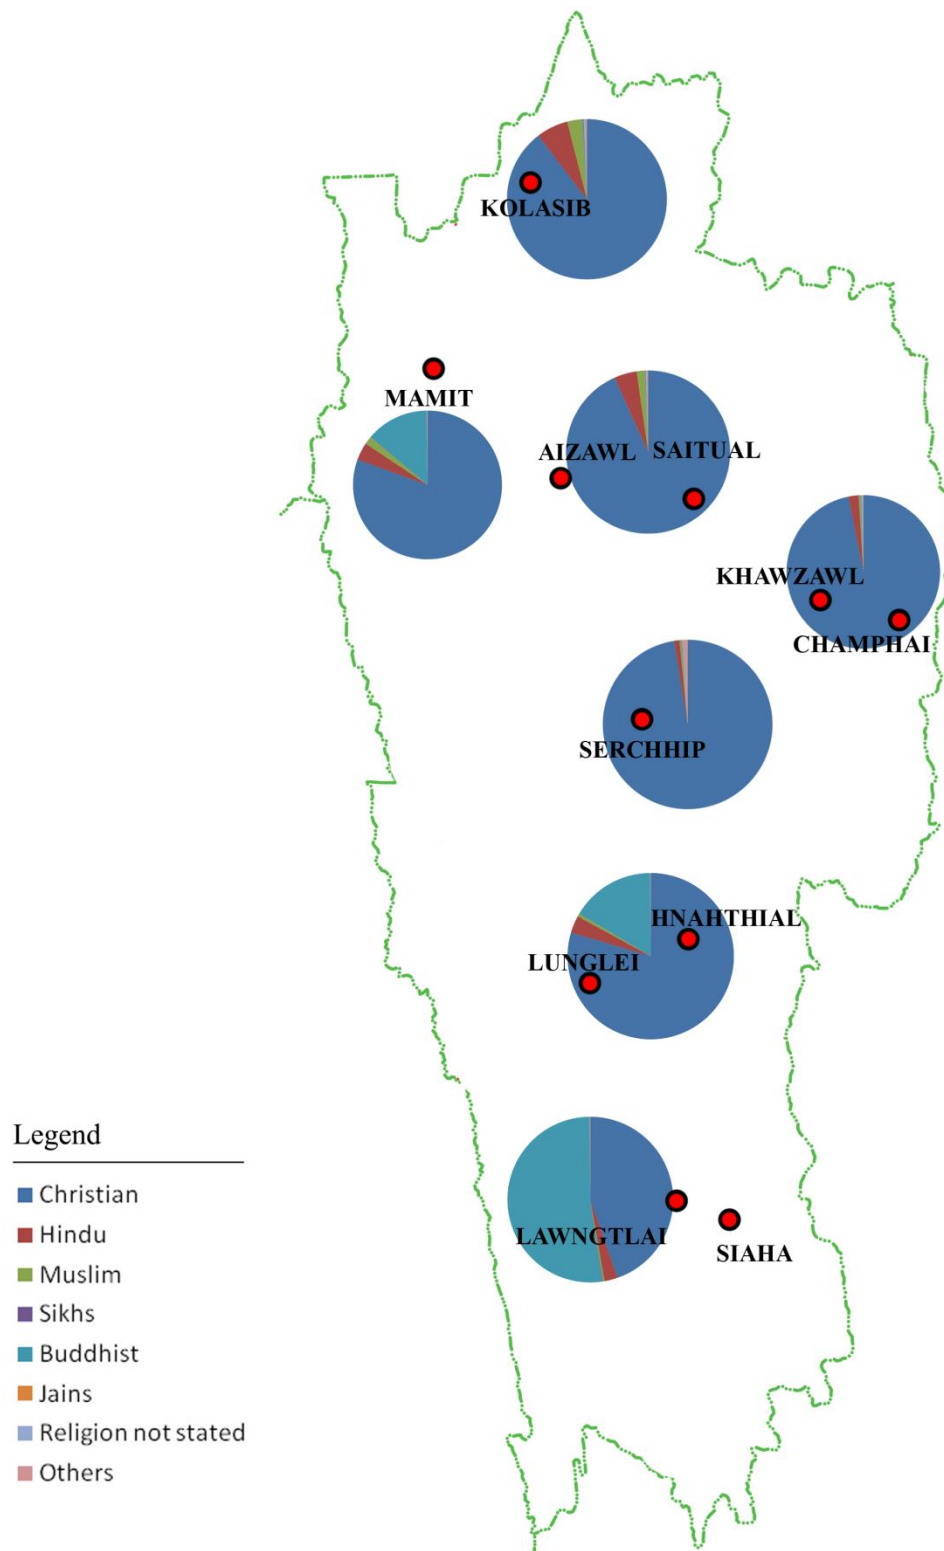 KOLASIB
MAMIT
AIZAWL
SAITUAL
KHAWZAWL
CHAMPHAI
SERCHHIP
HNAHTHIAL
LUNGLEI
LAWNGTLAI
SIAHA
Legend
Christian
Hindu
Muslim
Sikhs
Buddhist
Jains
Religion not stated
Others